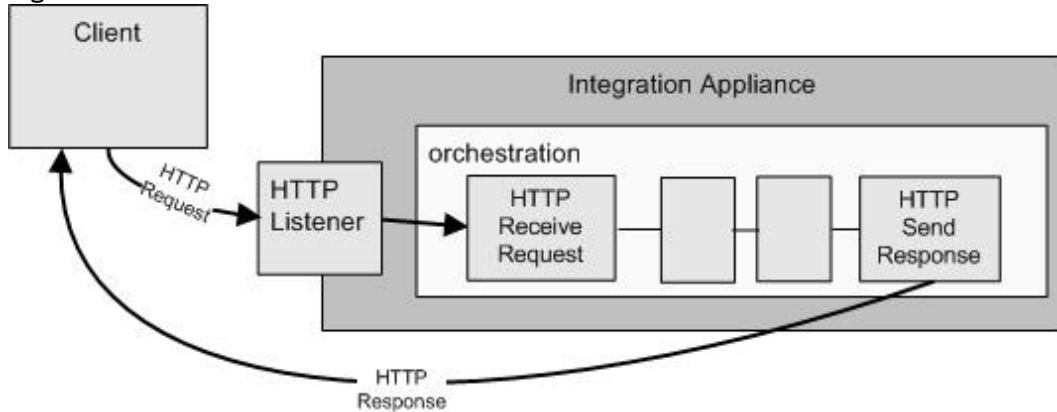 Client
Integration Appliance
orchestration
HTTP
Request
HTTP
Listener
HTTP
Receive
Request
HTTP
Send
Response
HTTP
Response